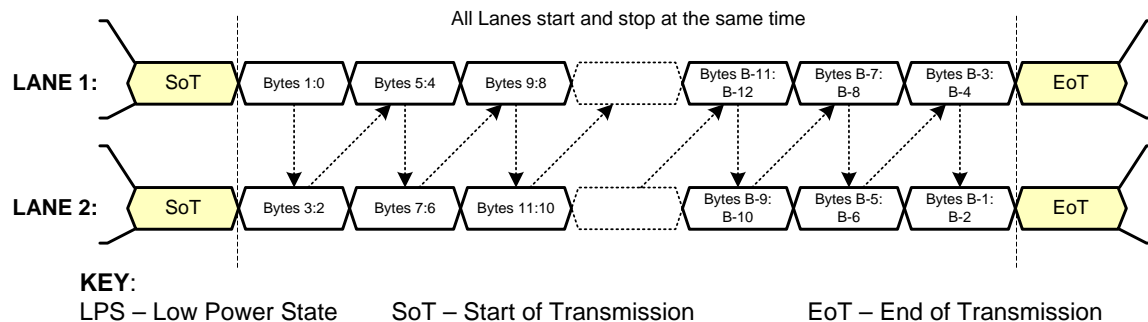 All Lanes start and stop at the same time
LANE 1:
SoT
Bytes 1:0
Bytes 5:4
Bytes 9:8
Bytes B-11:
B-12
Bytes B-7:
B-8
Bytes B-3:
B-4
EoT
LANE 2:
SoT
Bytes 3:2
Bytes 7:6
Bytes 11:10
Bytes B-9:
B-10
Bytes B-5:
B-6
Bytes B-1:
B-2
EoT
KEY:
LPS – Low Power State SoT – Start of Transmission EoT – End of Transmission